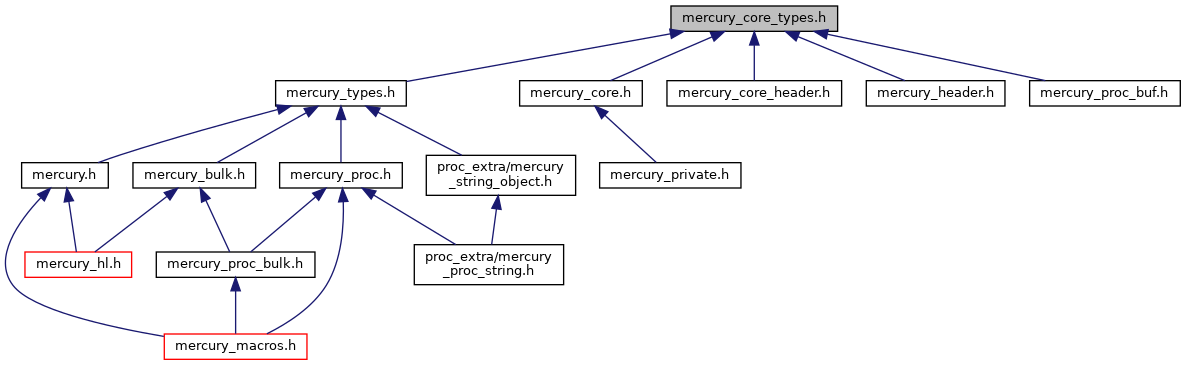 mercury_core_types.h
mercury_types.h
mercury_core.h
mercury_core_header.h
mercury_header.h
mercury_proc_buf.h
mercury.h
mercury_bulk.h
mercury_proc.h
proc_extra/mercury
_string_object.h
mercury_private.h
mercury_hl.h
mercury_proc_bulk.h
proc_extra/mercury
_proc_string.h
mercury_macros.h